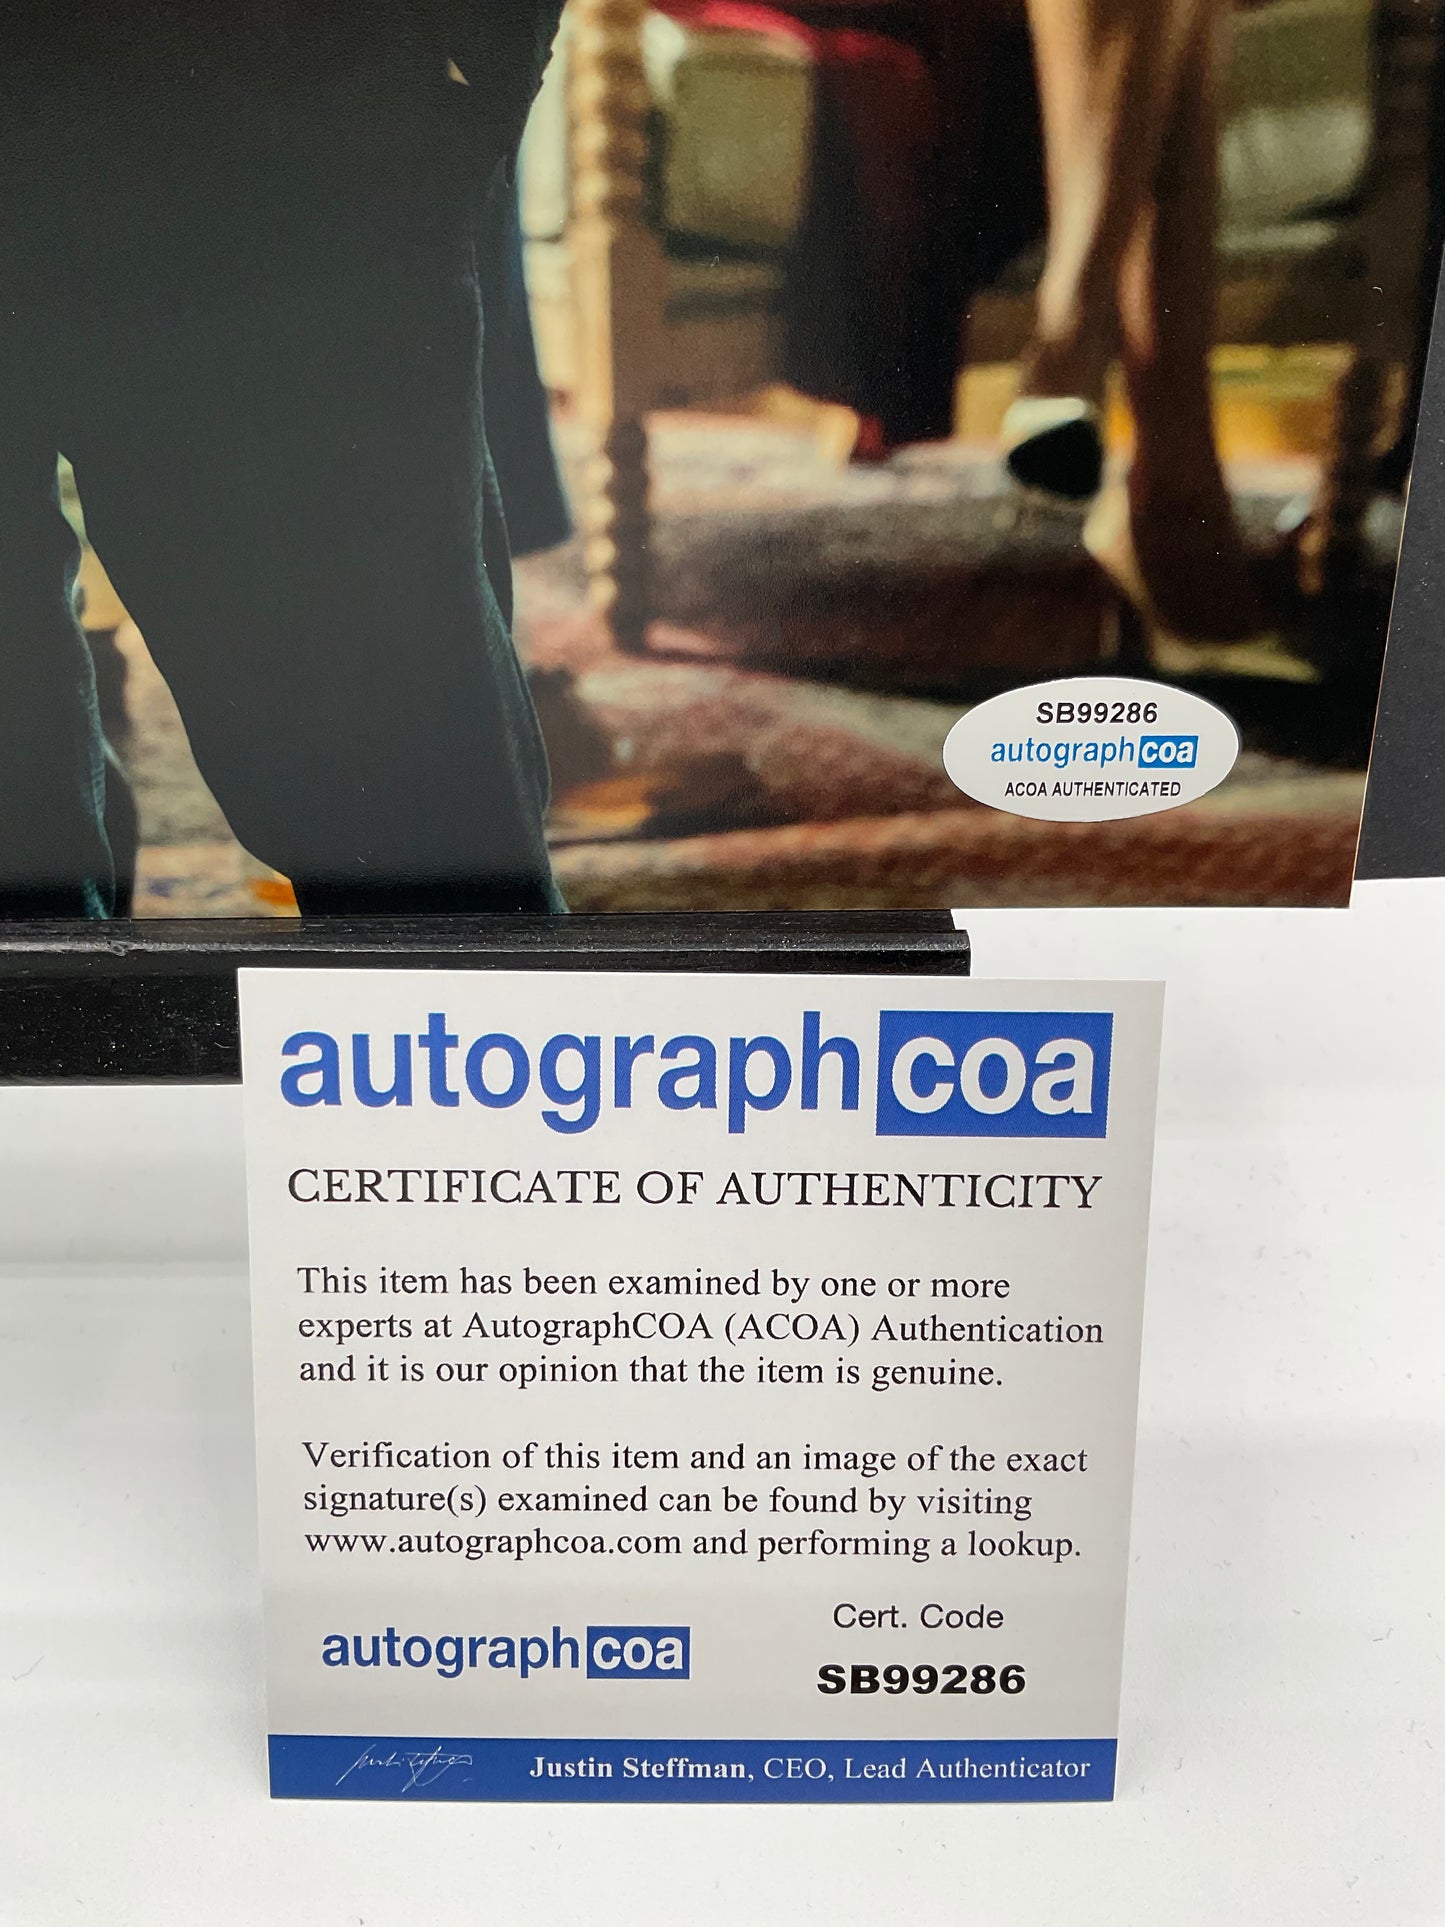 SB99286
autographcoa
ACOA AUTHENTICATED
autographcoa
CERTIFICATE OF AUTHENTICITY
This item has been examined by one or more
experts at AutographCOA (ACOA) Authentication
and it is our opinion that the item is genuine.
Verification of this item and an image of the exact
signature(s) examined can be found by visiting
www.autographcoa.com and performing a lookup.
Cert. Code
autographcoa
SB99286
Justin Steffman, CEO, Lead Authenticator